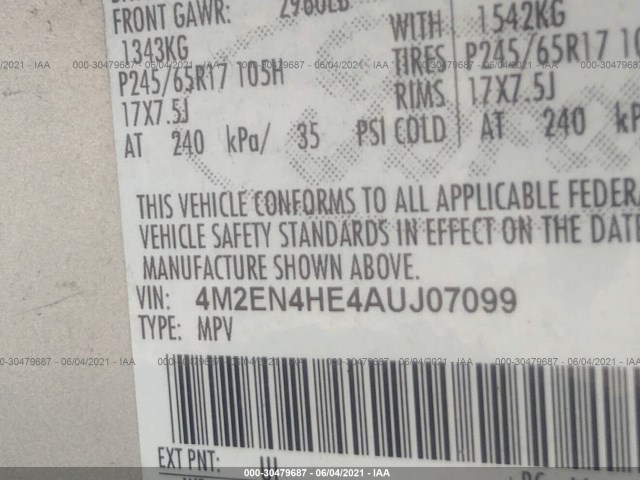 FRONT GAWR: 2960LB
1343KG
P245/65R17 105H
17X7.5J
AT 240 kPa/ 35 PSI COLD
WITH 1542KG
TIRES P245/65R17
RIMS 17X7.5J
AT 240
THIS VEHICLE CONFORMS TO ALL APPLICABLE
VEHICLE SAFETY STANDARDS IN EFFECT ON THE DATE
MANUFACTURE SHOWN ABOVE.
VIN: 4M2EN4HE4AUJ07099
TYPE: MPV
EXT PNT:
000-30479687 - 06/04/2021 - IAA